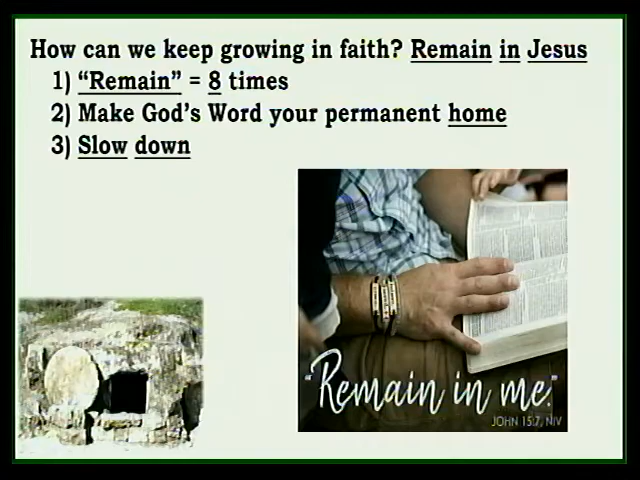 How can we keep growing in faith? Remain in Jesus
1) “Remain” = 8 times
2) Make God’s Word your permanent home
3) Slow down
“Remain in me.”
JOHN 15:7, NIV